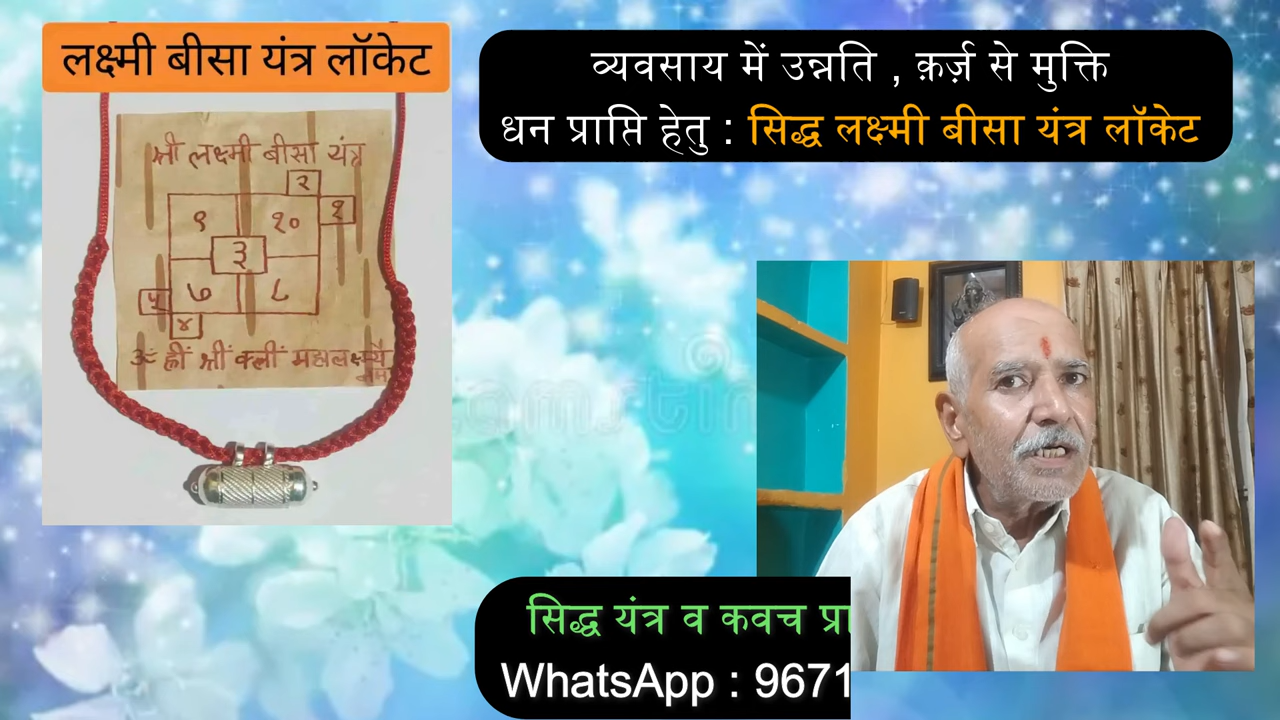 लक्ष्मी बीसा यंत्र लॉकेट
व्यवसाय में उन्नति , क़र्ज़ से मुक्ति
धन प्राप्ति हेतु : सिद्ध लक्ष्मी बीसा यंत्र लॉकेट
श्री लक्ष्मी बीसा यंत्र
२
९ १० १
३
५ ७ ८
४
ॐ ह्रीं श्रीं क्लीं महालक्ष्म्यै
नमः
सिद्ध यंत्र व कवच प्रा
WhatsApp : 9671